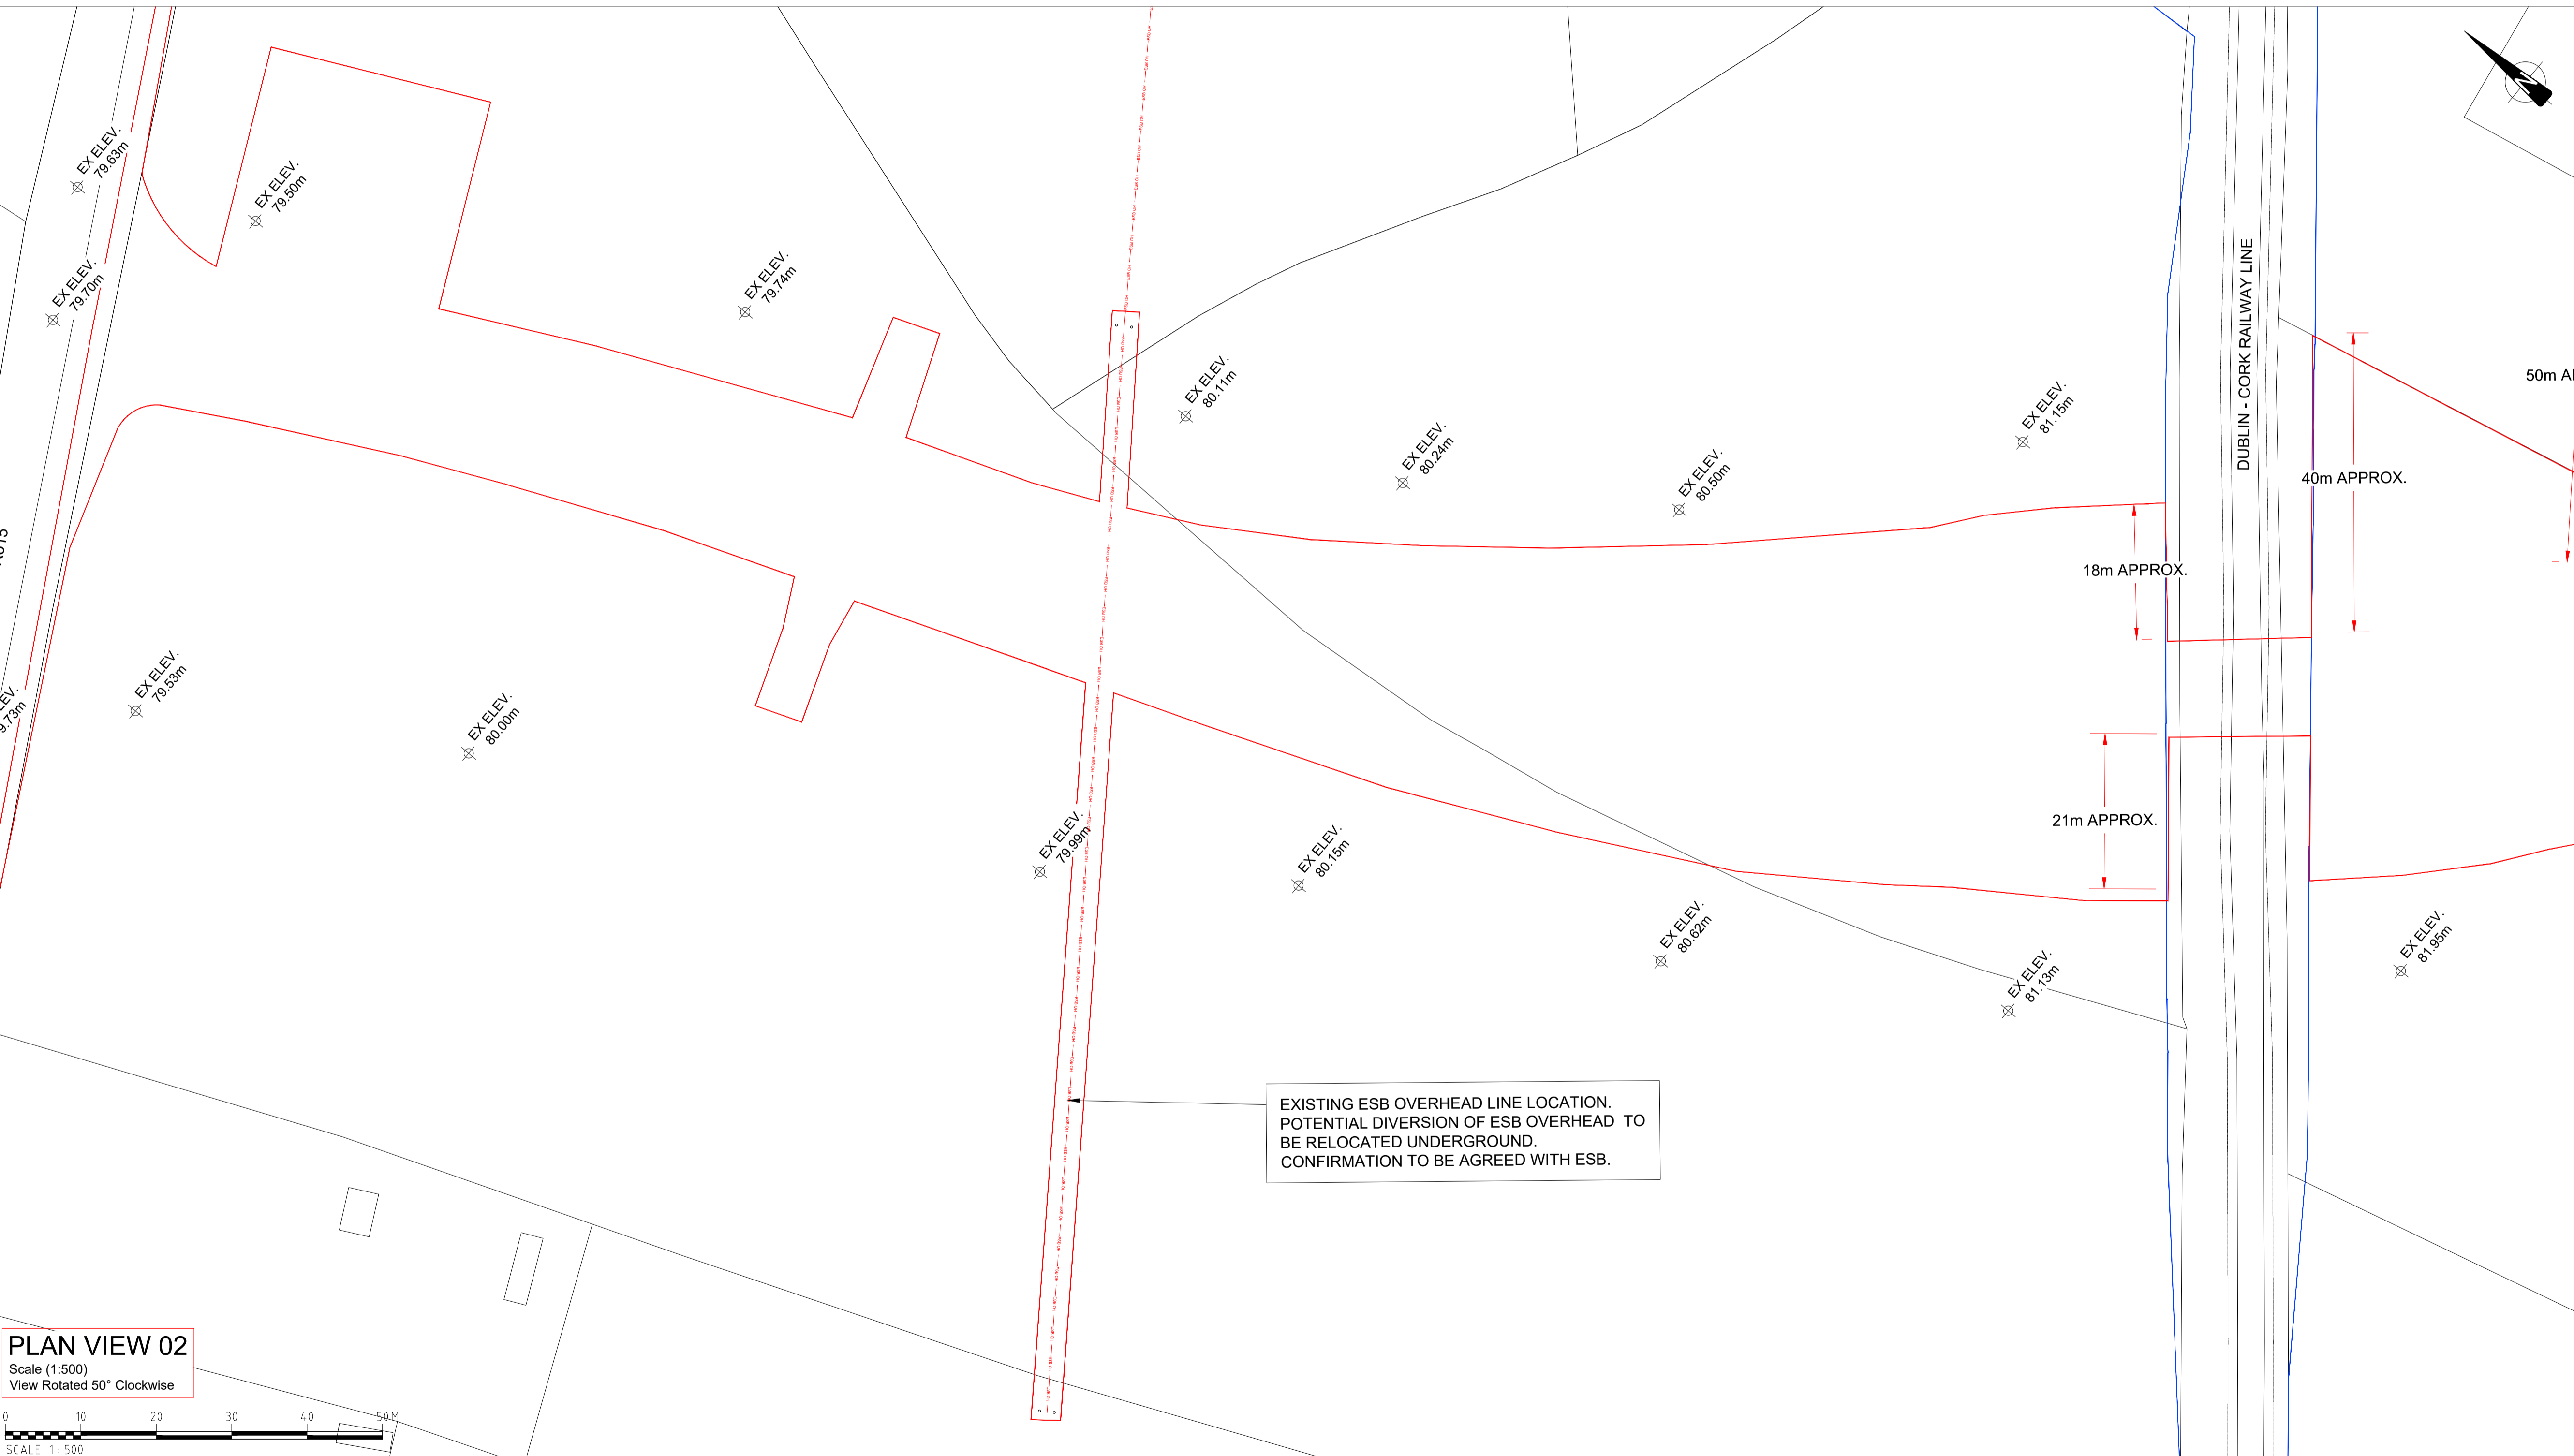 EX ELEV.
79.63m
EX ELEV.
79.50m
EX ELEV.
79.70m
EX ELEV.
79.74m
N
DUBLIN - CORK RAILWAY LINE
EX ELEV.
80.11m
EX ELEV.
80.24m
EX ELEV.
80.50m
EX ELEV.
81.15m
40m APPROX.
18m APPROX.
21m APPROX.
EX ELEV.
79.53m
EX ELEV.
80.00m
EX ELEV.
79.99m
EX ELEV.
80.15m
EX ELEV.
80.62m
EX ELEV.
81.13m
EX ELEV.
81.95m
50m
ESB OH
EXISTING ESB OVERHEAD LINE LOCATION.
POTENTIAL DIVERSION OF ESB OVERHEAD TO
BE RELOCATED UNDERGROUND.
CONFIRMATION TO BE AGREED WITH ESB.
PLAN VIEW 02
Scale (1:500)
View Rotated 50° Clockwise
0 10 20 30 40 50M
SCALE 1:500